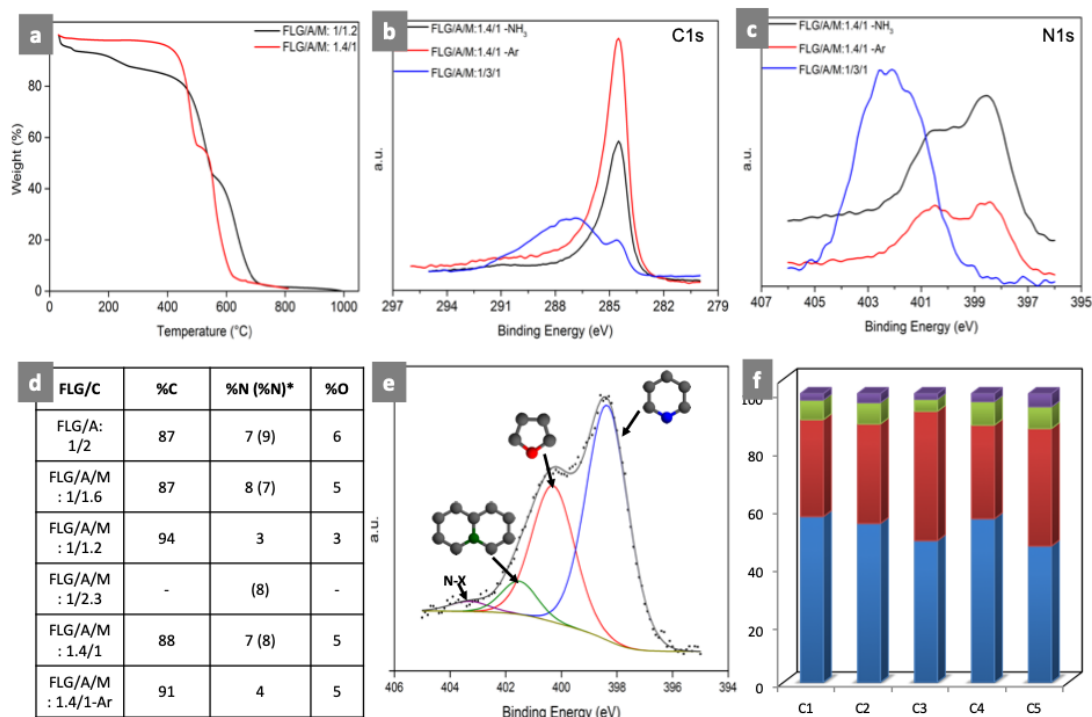 a
FLG/A/M: 1/1.2
FLG/A/M: 1.4/1
80
60
40
20
0
Weight (%)
0 200 400 600 800 1000
Temperature (°C)
b
FLG/A/M:1.4/1 -NH₃
FLG/A/M:1.4/1 -Ar
FLG/A/M:1/3/1
C1s
a.u.
297 294 291 288 285 282 279
Binding Energy (eV)
c
FLG/A/M:1.4/1 -NH₃
FLG/A/M:1.4/1 -Ar
FLG/A/M:1/3/1
N1s
a.u.
407 405 403 401 399 397 395
Binding Energy (eV)
d
FLG/C %C %N (%N)* %O
FLG/A:
1/2 87 7 (9) 6
FLG/A/M
: 1/1.6 87 8 (7) 5
FLG/A/M
: 1/1.2 94 3 3
FLG/A/M
: 1/2.3 - (8) -
FLG/A/M
: 1.4/1 88 7 (8) 5
FLG/A/M
: 1.4/1-Ar 91 4 5
e
N-X
a.u.
406 404 402 400 398 396 394
Binding Energy (eV)
f
100
80
60
40
20
0
C1 C2 C3 C4 C5